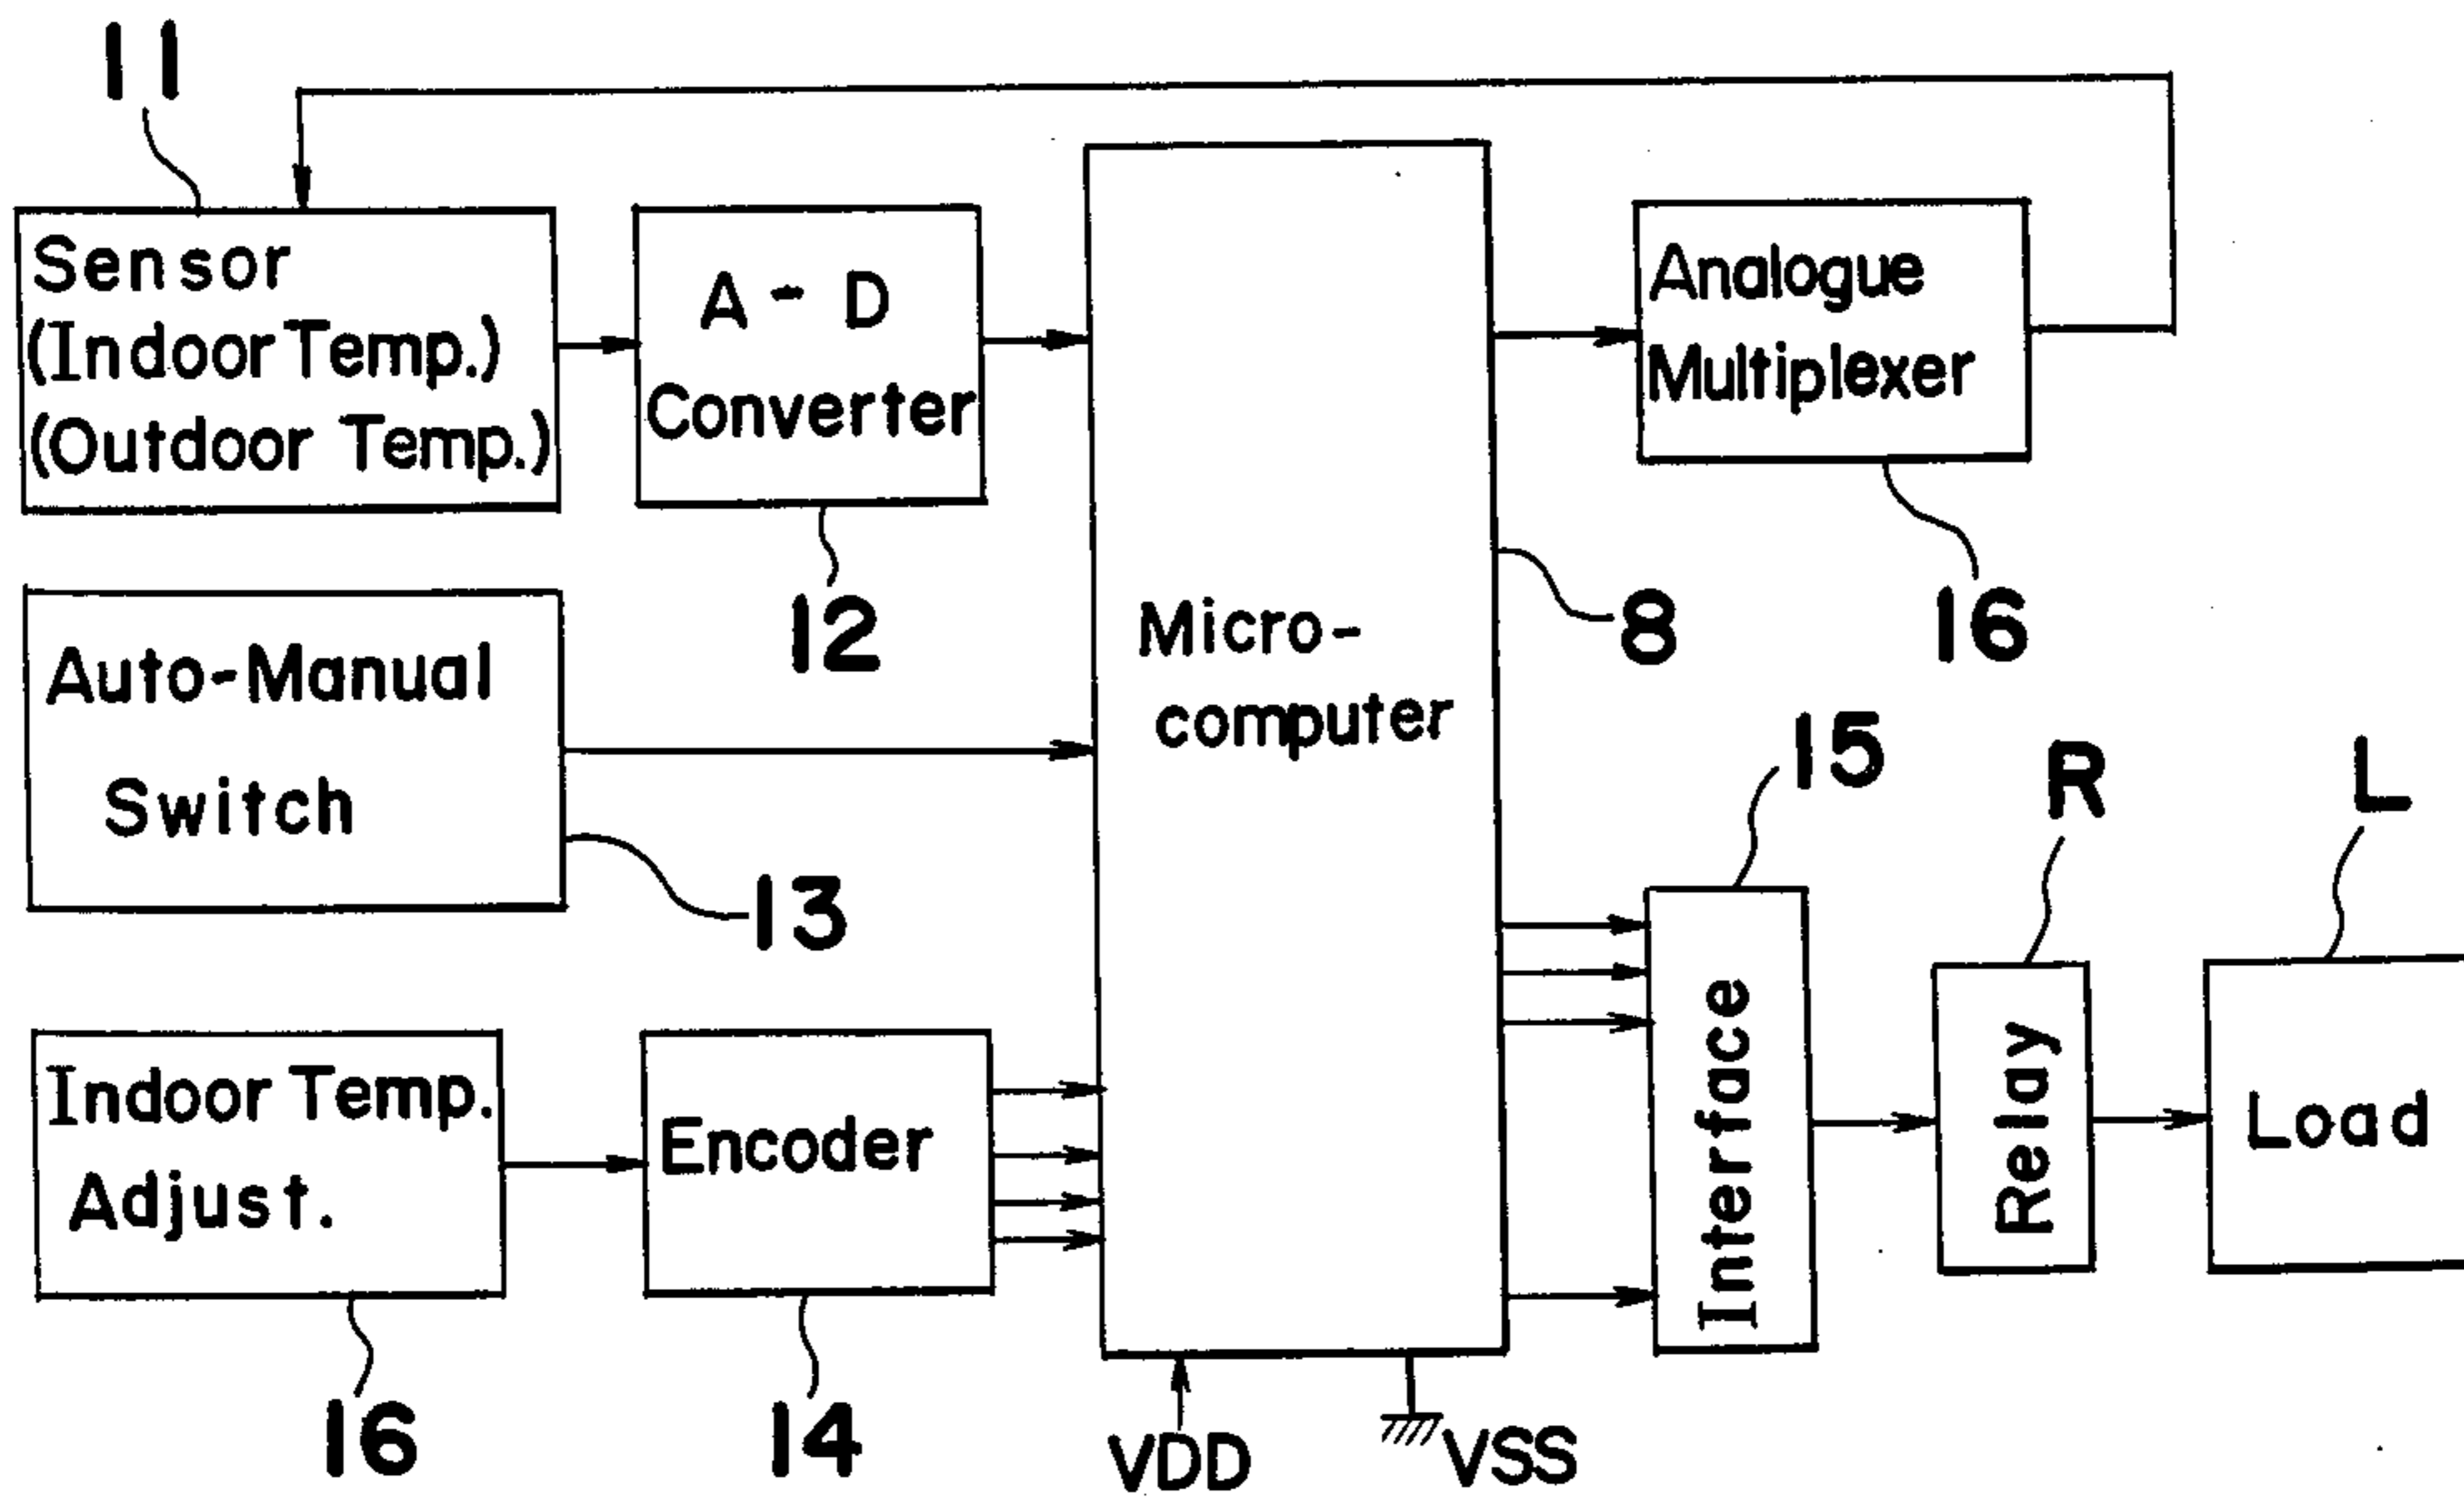 11
Sensor
(Indoor Temp.)
(Outdoor Temp.)
A - D
Converter
12
Analogue
Multiplexer
16
Micro-
computer
8
Auto-Manual
Switch
13
Indoor Temp.
Adjust.
16
Encoder
14
VDD
VSS
15
Interface
R
Relay
L
Load